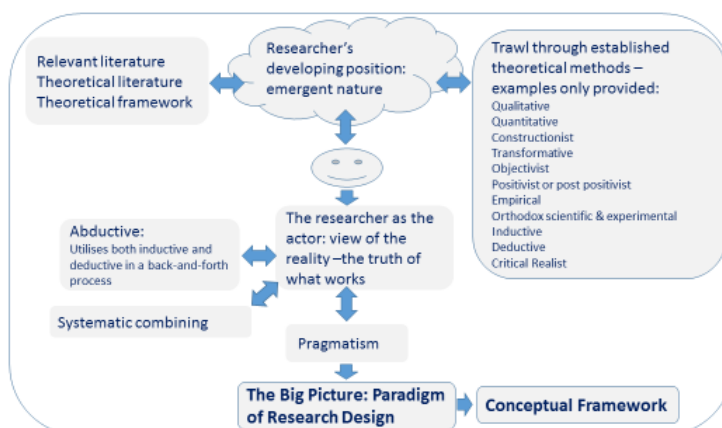 Relevant literature
Theoretical literature
Theoretical framework
Researcher's
developing position:
emergent nature
Trawl through established
theoretical methods –
examples only provided:
Qualitative
Quantitative
Constructionist
Transformative
Objectivist
Positivist or post positivist
Empirical
Orthodox scientific & experimental
Inductive
Deductive
Critical Realist
Abductive:
Utilises both inductive and
deductive in a back-and-forth
process
The researcher as the
actor: view of the
reality –the truth of
what works
Systematic combining
Pragmatism
The Big Picture: Paradigm
of Research Design
Conceptual Framework